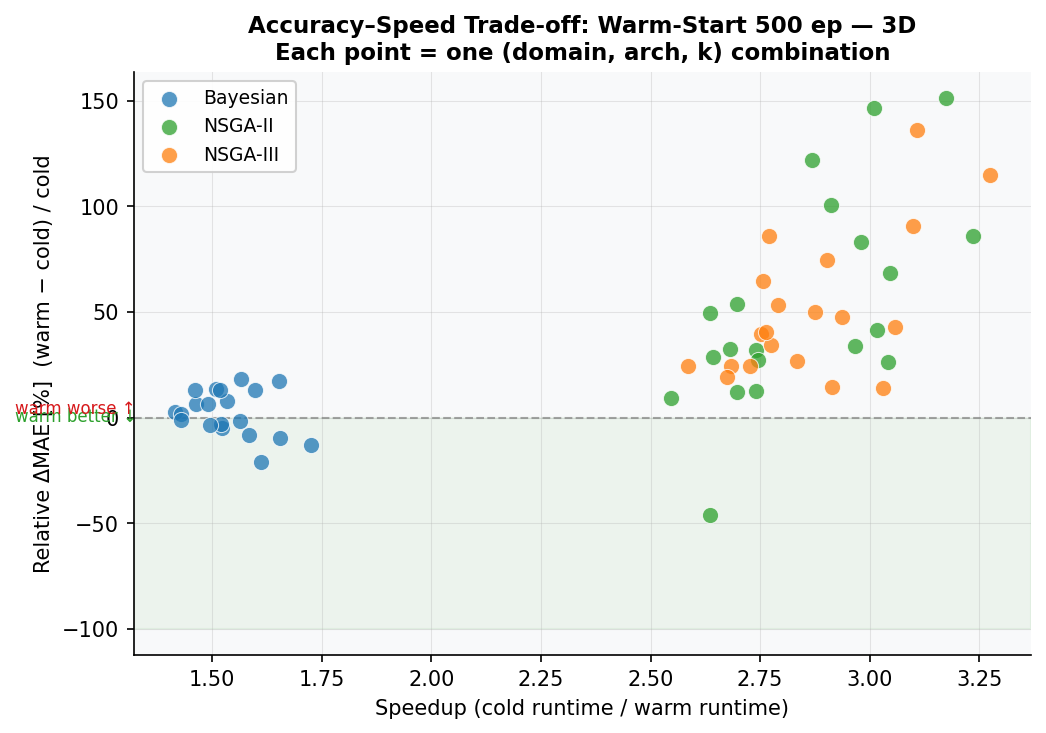 Accuracy–Speed Trade-off: Warm-Start 500 ep — 3D
Each point = one (domain, arch, k) combination
Bayesian
NSGA-II
NSGA-III
150
100
50
0
−50
−100
Relative ΔMAE [%] (warm − cold) / cold
warm worse ↑
warm better ↓
1.50 1.75 2.00 2.25 2.50 2.75 3.00 3.25
Speedup (cold runtime / warm runtime)